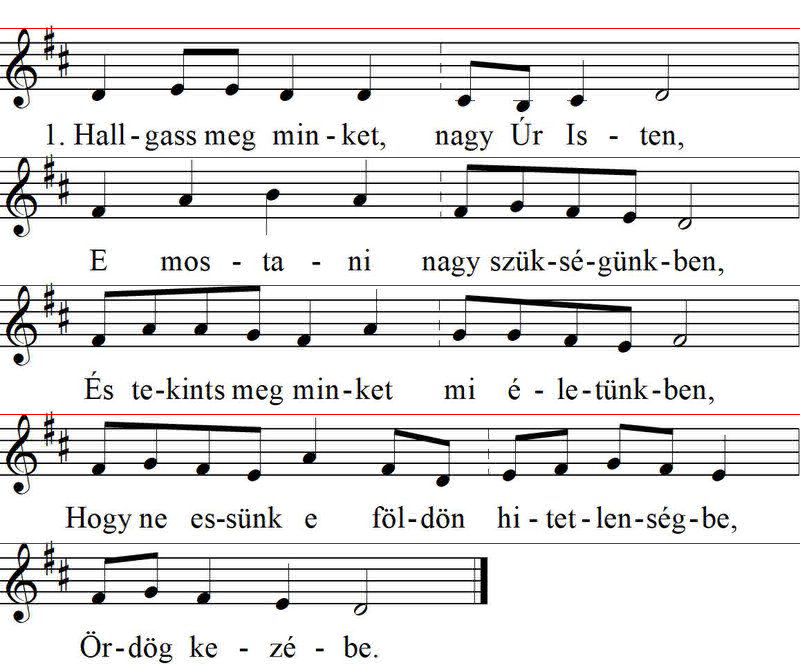 1. Hall-gass meg min-ket, nagy Úr Is - ten,
E mos - ta - ni nagy szük-sé-günk-ben,
És te-kints meg min-ket mi é - le-tünk-ben,
Hogy ne es-sünk e föl-dön hi - tet-len-ség-be,
Ör-dög ke - zé - be.